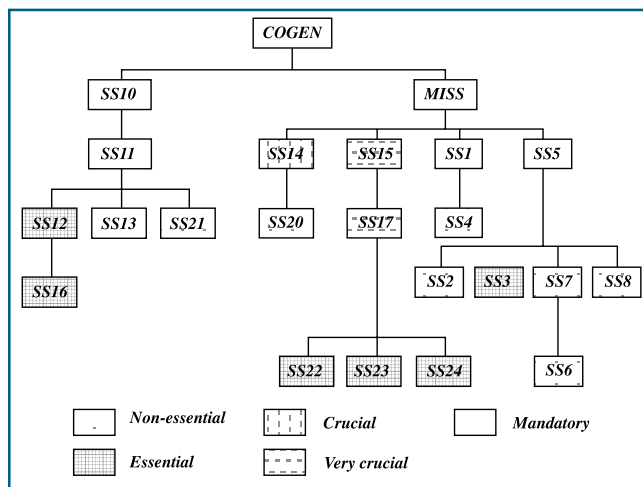 COGEN
SS10 MISS
SS11 SS14 SS15 SS1 SS5
SS12 SS13 SS21 SS20 SS17 SS4
SS16 SS2 SS3 SS7 SS8
SS22 SS23 SS24 SS6
Non-essential Crucial Mandatory
Essential Very crucial